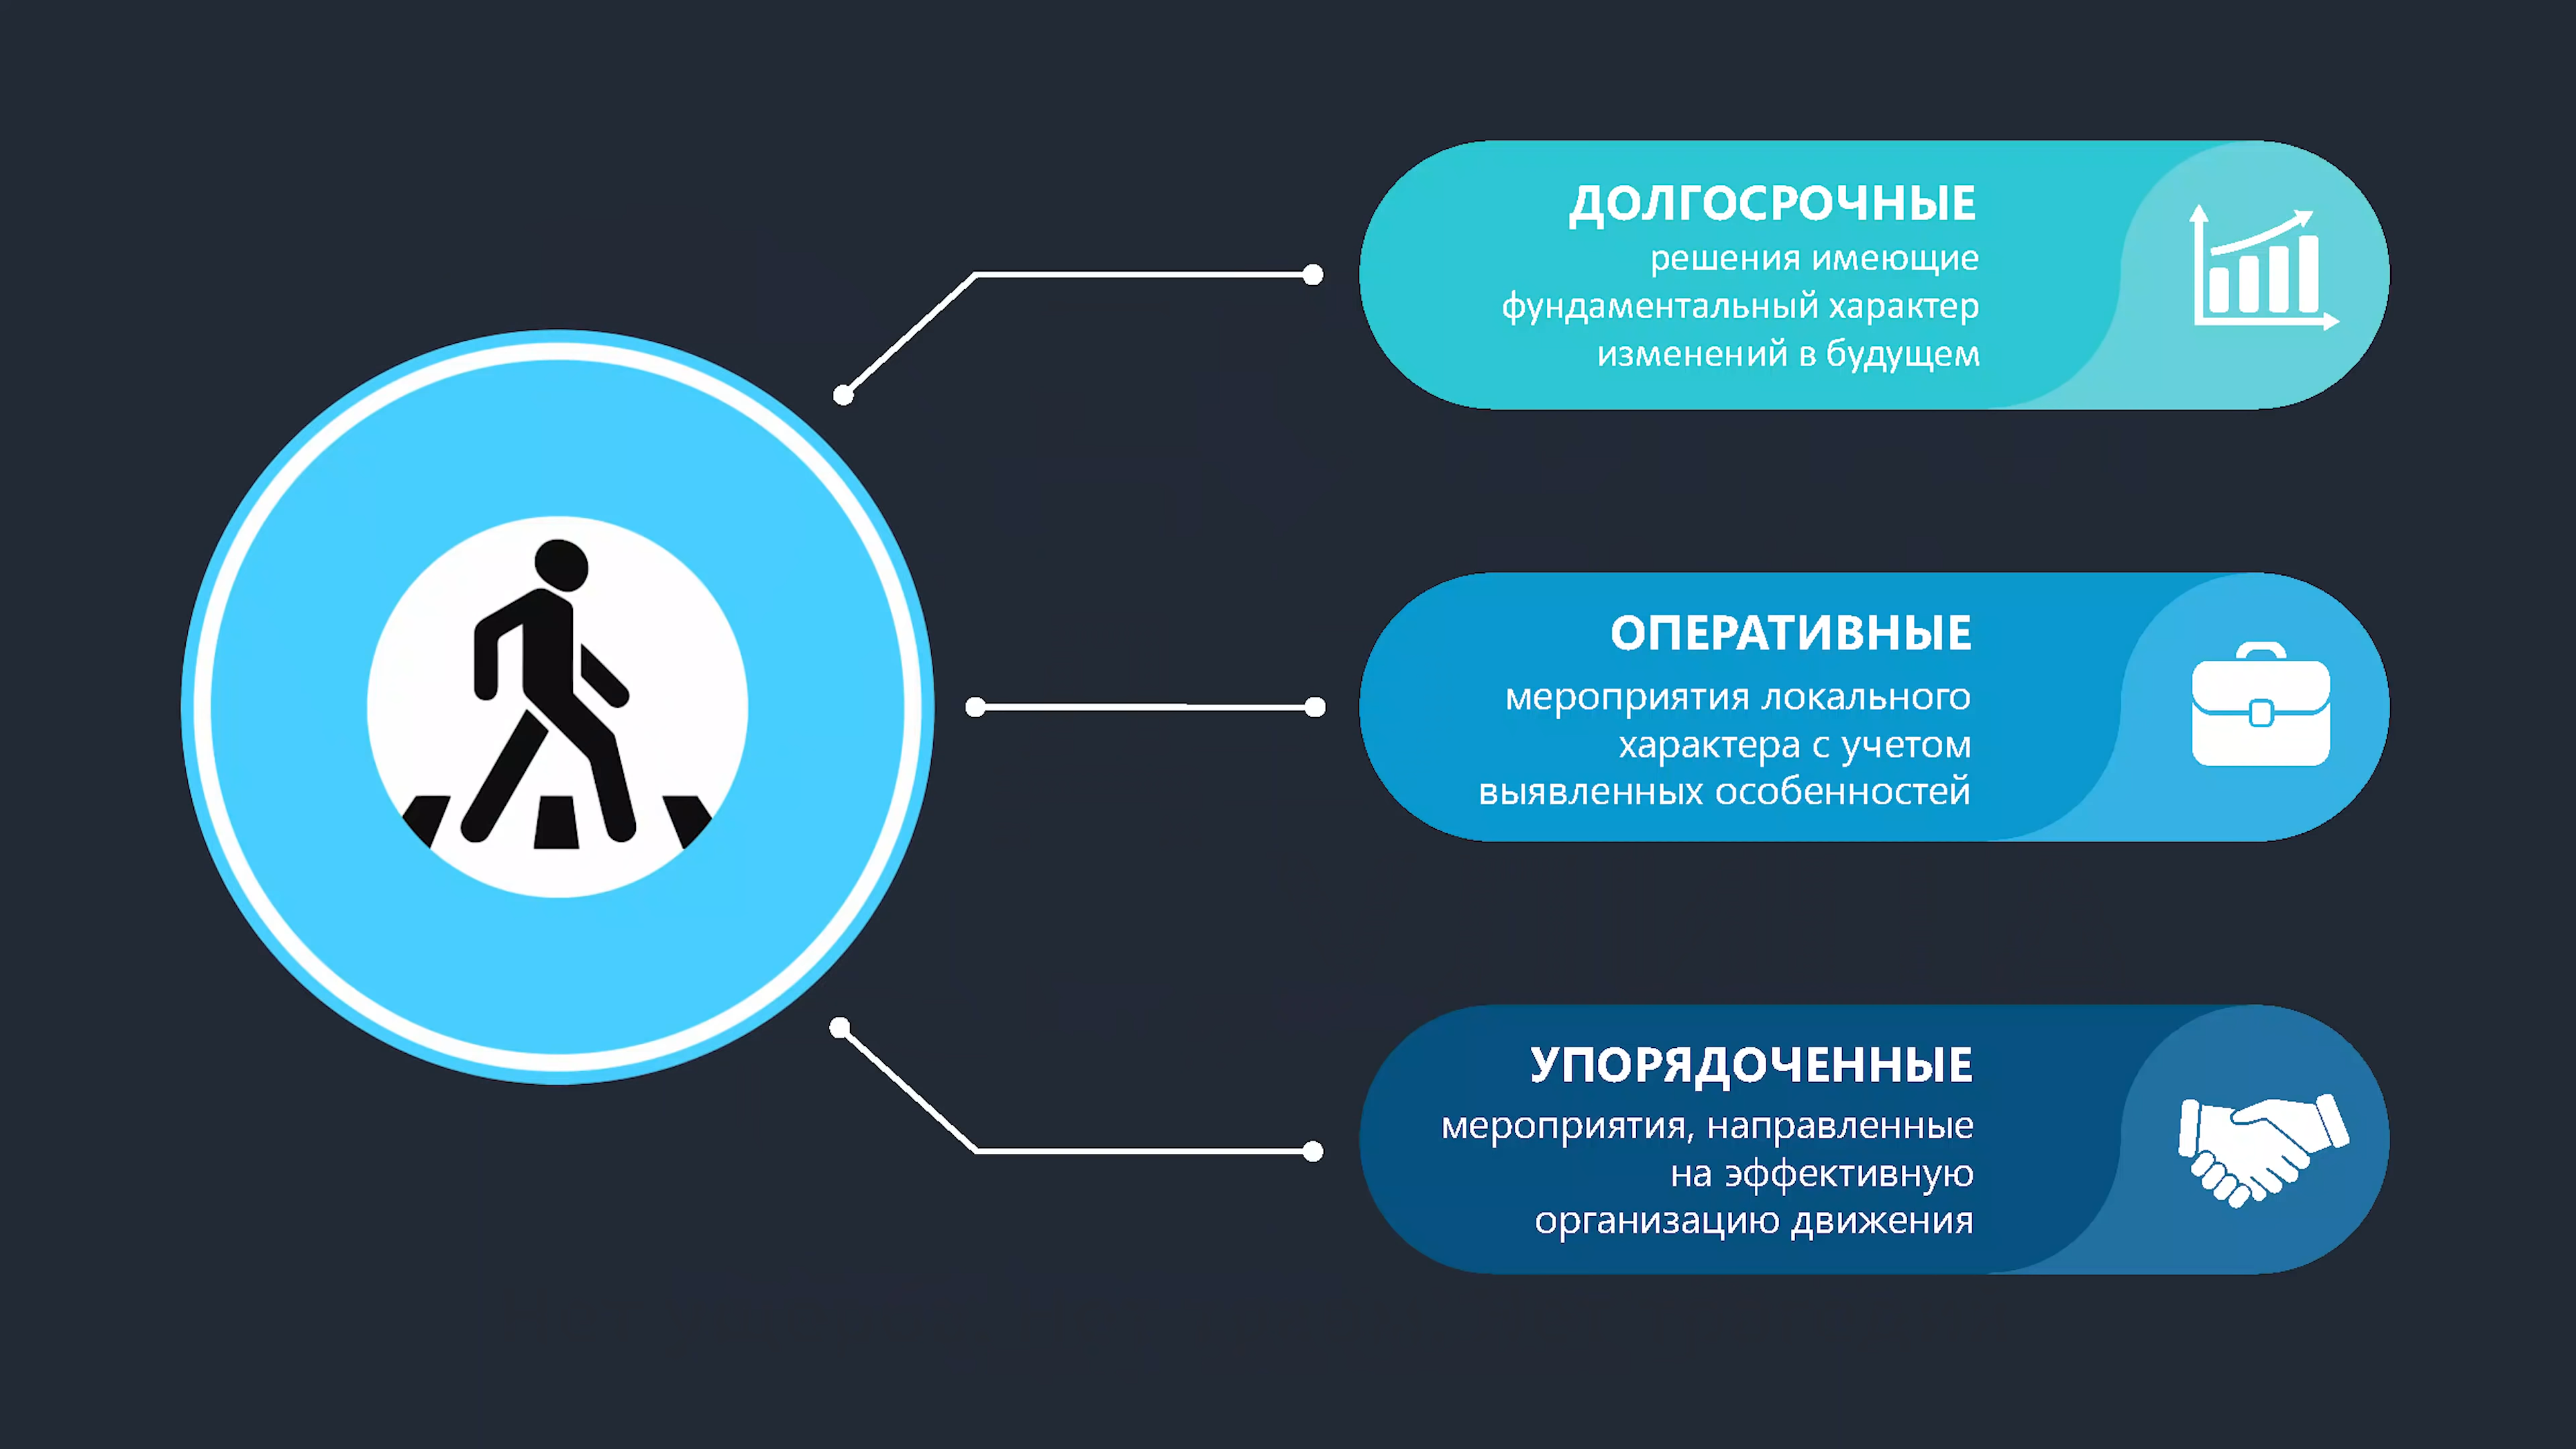 ДОЛГОСРОЧНЫЕ
решения имеющие
фундаментальный характер
изменений в будущем
ОПЕРАТИВНЫЕ
мероприятия локального
характера с учетом
выявленных особенностей
УПОРЯДОЧЕННЫЕ
мероприятия, направленные
на эффективную
организацию движения